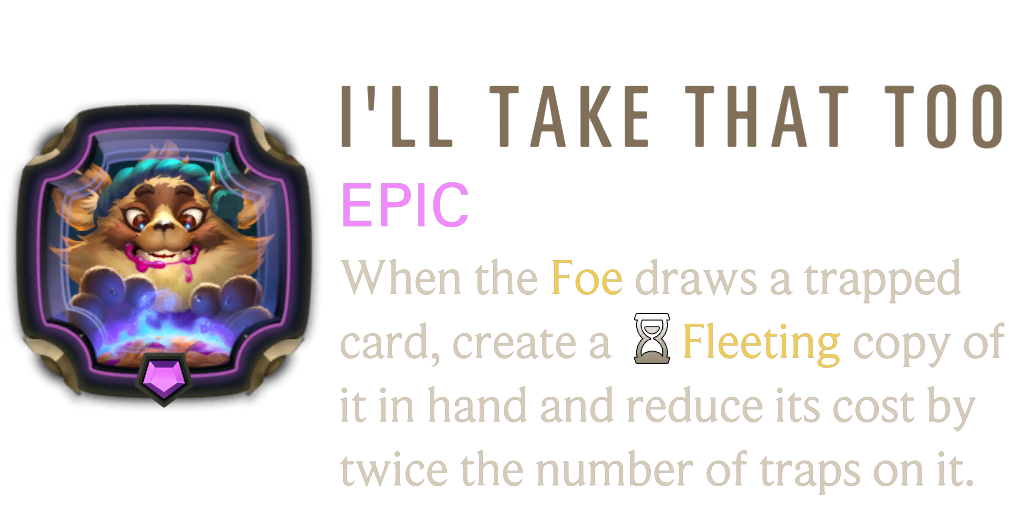 I'LL TAKE THAT TOO
EPIC
When the Foe draws a trapped
card, create a Fleeting copy of
it in hand and reduce its cost by
twice the number of traps on it.